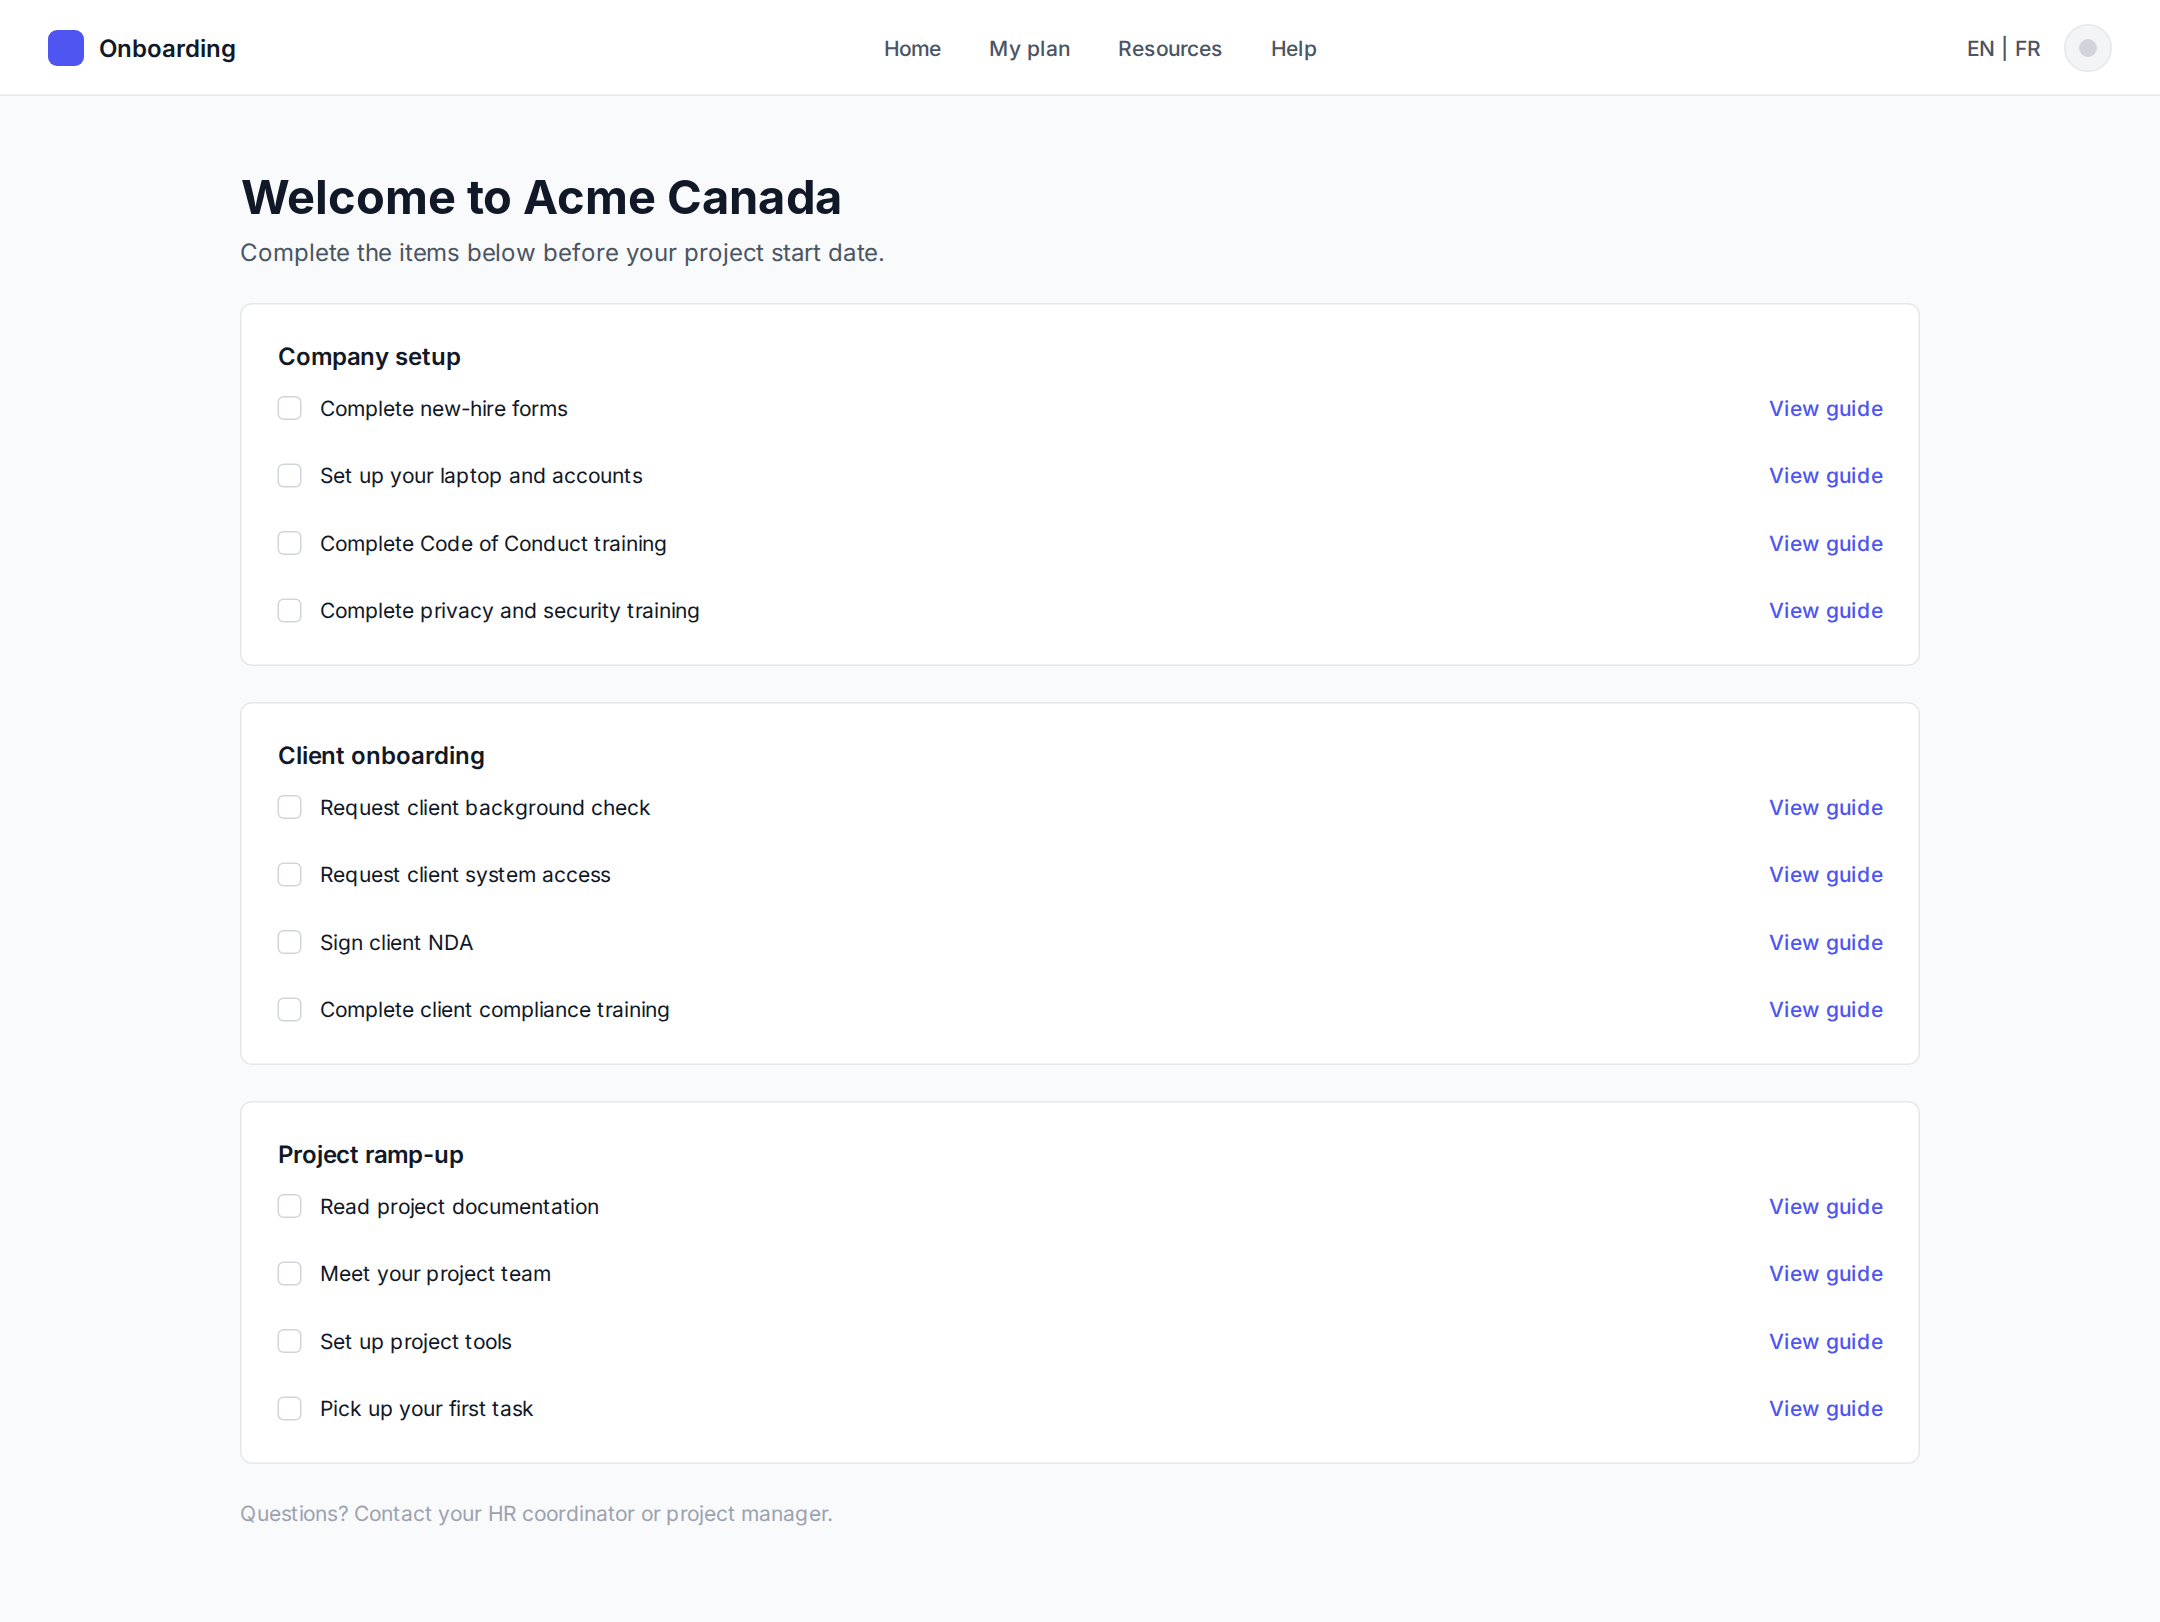 Onboarding
Home
My plan
Resources
Help
EN | FR
Welcome to Acme Canada
Complete the items below before your project start date.
Company setup
Complete new-hire forms
View guide
Set up your laptop and accounts
View guide
Complete Code of Conduct training
View guide
Complete privacy and security training
View guide
Client onboarding
Request client background check
View guide
Request client system access
View guide
Sign client NDA
View guide
Complete client compliance training
View guide
Project ramp-up
Read project documentation
View guide
Meet your project team
View guide
Set up project tools
View guide
Pick up your first task
View guide
Questions? Contact your HR coordinator or project manager.